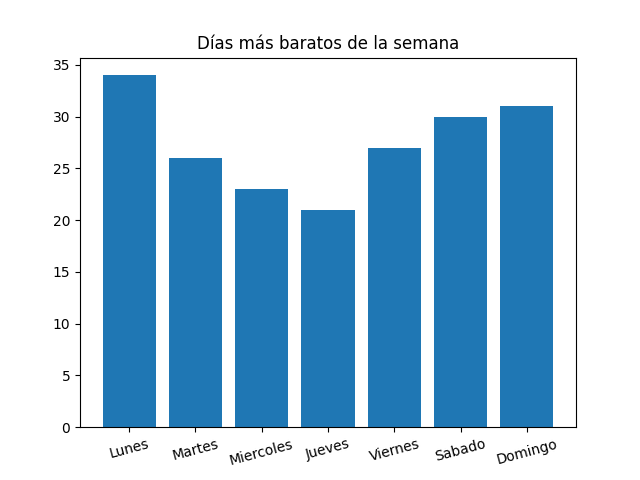 Días más baratos de la semana
35
30
25
20
15
10
5
0
Lunes
Martes
Miercoles
Jueves
Viernes
Sabado
Domingo